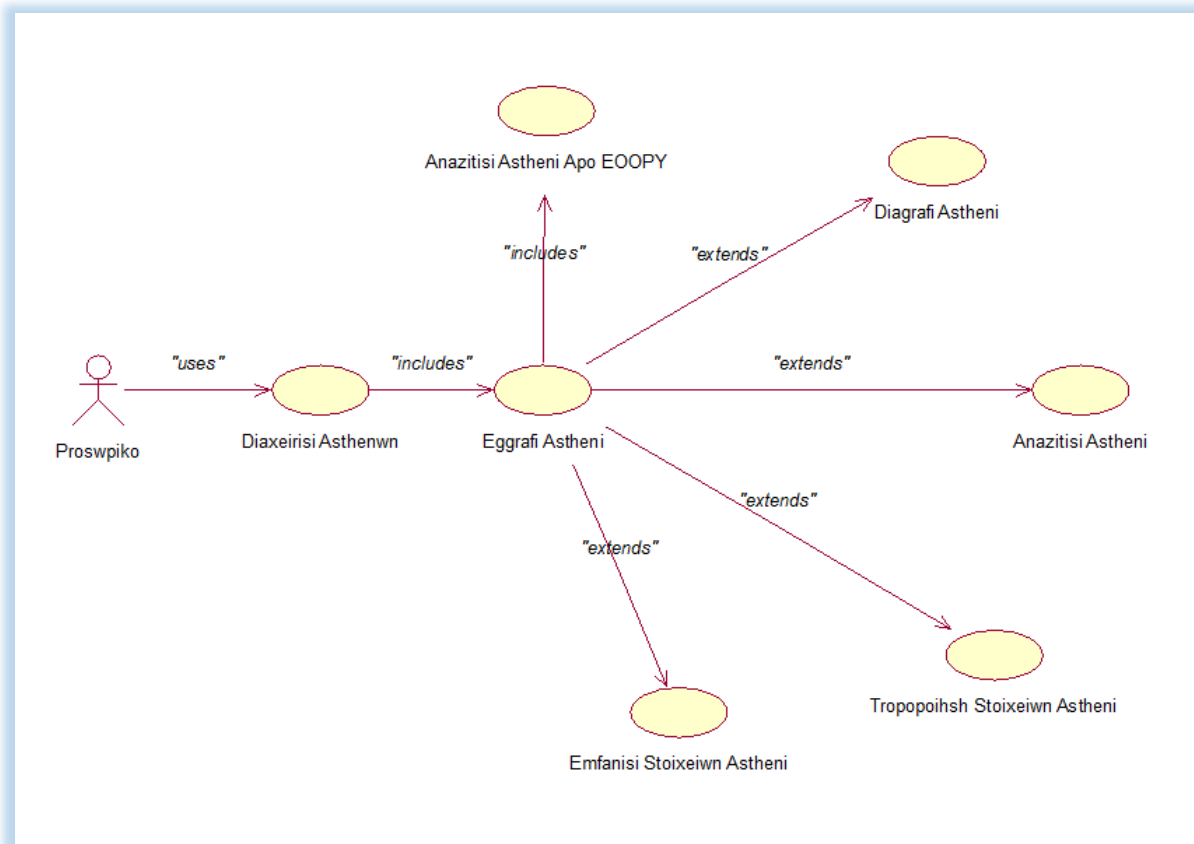 Anazitisi Astheni Apo EOOPY
Diagrafi Astheni
"includes"
"extends"
"uses"
"includes"
"extends"
Proswpiko
Diaxeirisi Asthenwn
Eggrafi Astheni
Anazitisi Astheni
"extends"
"extends"
Tropopoihsh Stoixeiwn Astheni
Emfanisi Stoixeiwn Astheni